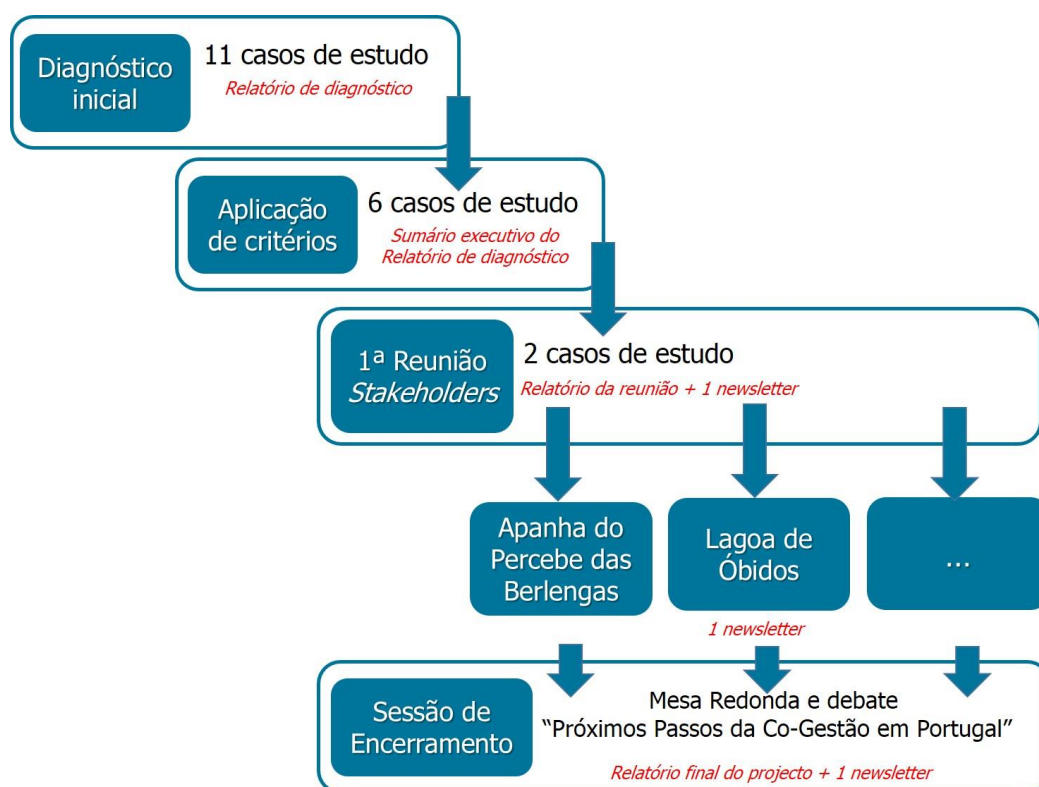 Diagnóstico
inicial
11 casos de estudo
Relatório de diagnóstico
Aplicação
de critérios
6 casos de estudo
Sumário executivo do
Relatório de diagnóstico
1ª Reunião
Stakeholders
2 casos de estudo
Relatório da reunião + 1 newsletter
Apanha do
Percebe das
Berlengas
Lagoa de
Óbidos
...
1 newsletter
Sessão de
Encerramento
Mesa Redonda e debate
“Próximos Passos da Co-Gestão em Portugal”
Relatório final do projecto + 1 newsletter